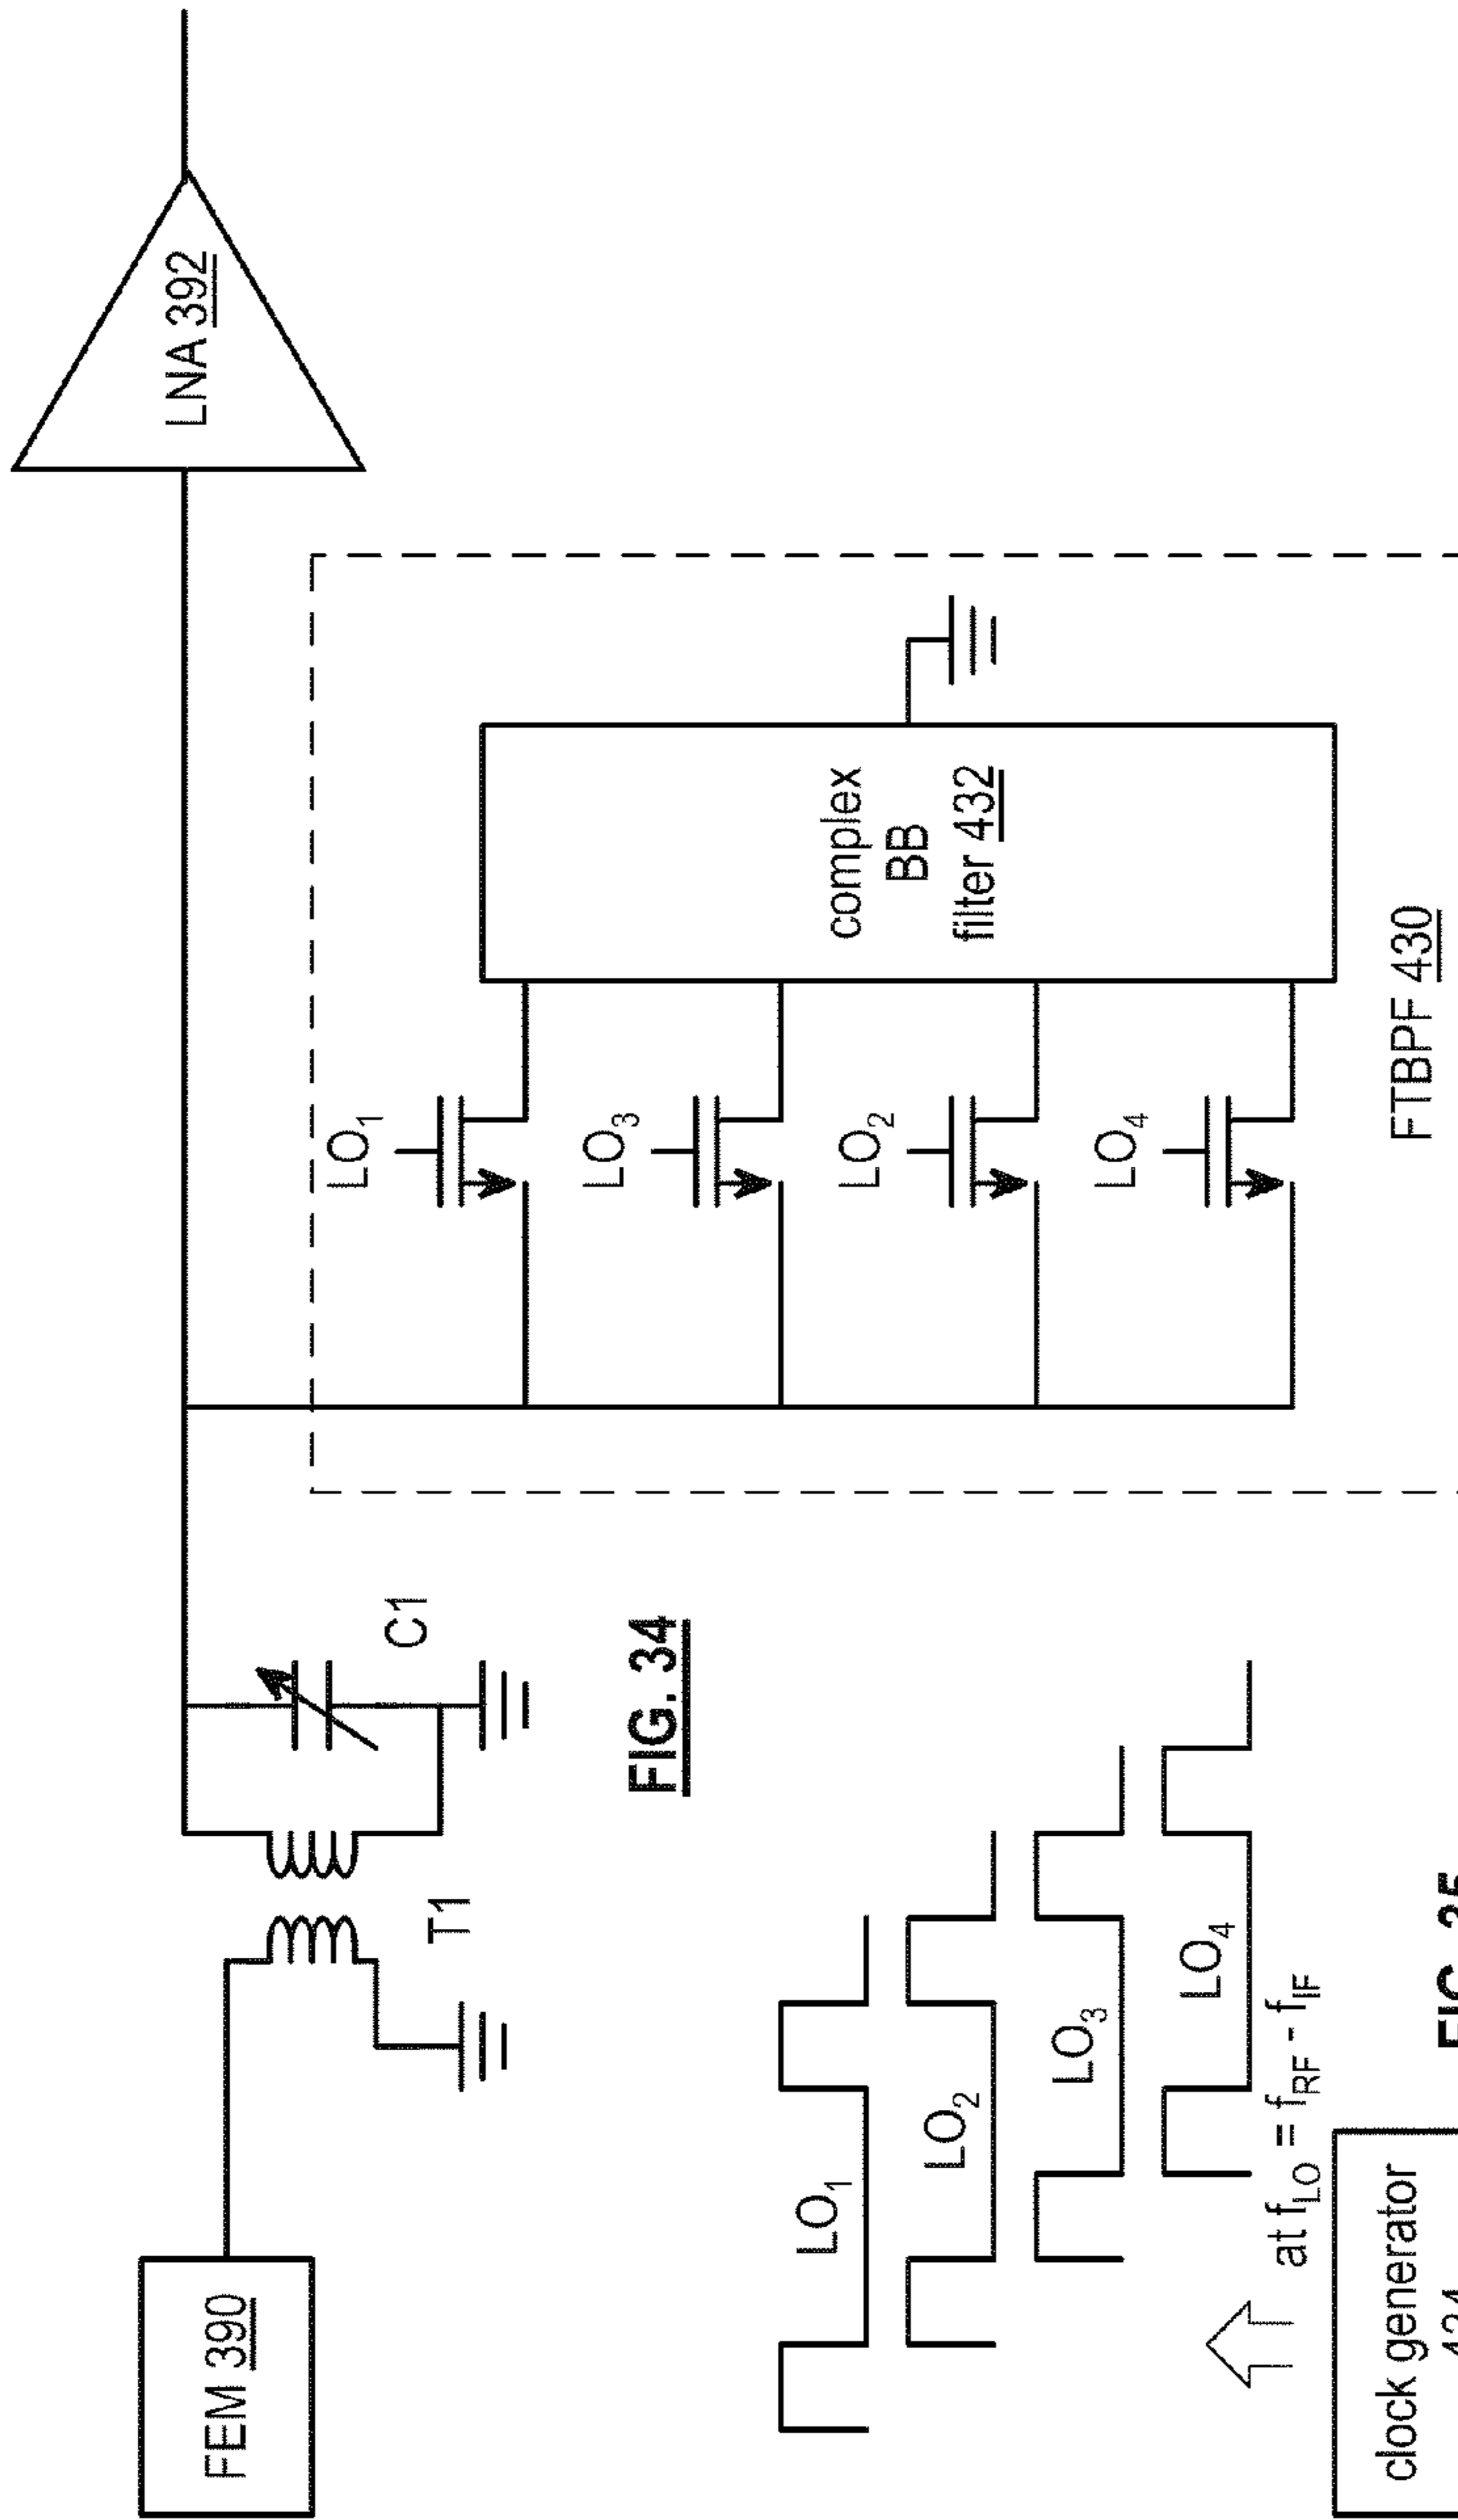 FEM 390
T1
C1
LNA 392
LO1
LO3
LO2
LO4
complex
BB
filter 432
FTBPF 430
FIG. 34
LO1
LO2
LO3
LO4
at fLO = fRF - fIF
clock generator